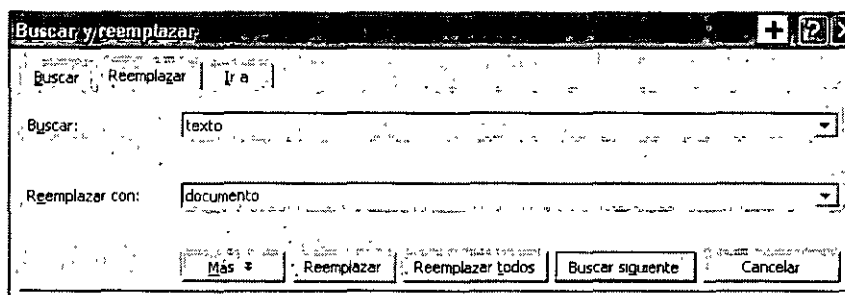 Buscar y reemplazar
Buscar Reemplazar Ir a
Buscar: texto
Reemplazar con: documento
Más Reemplazar Reemplazar todos Buscar siguiente Cancelar